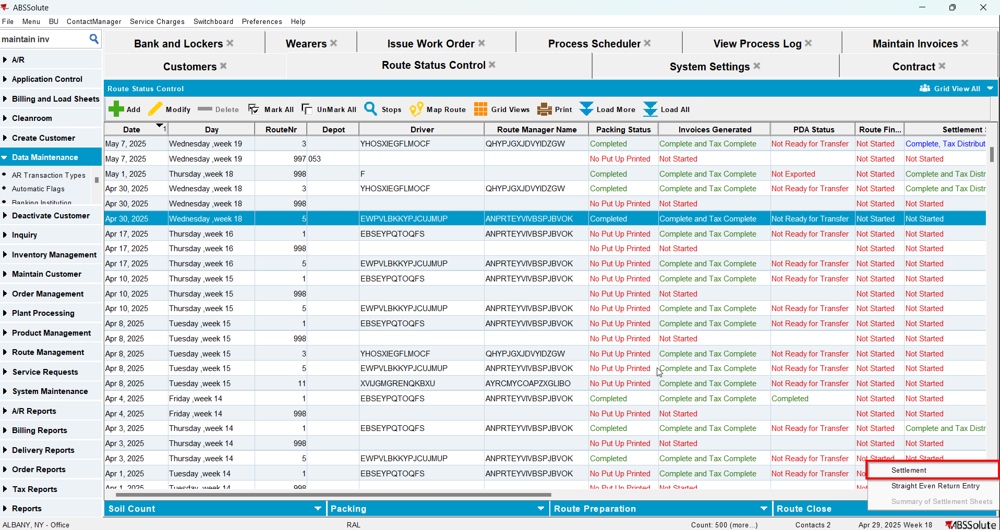 ABSSolute
File Menu BU ContactManager Service Charges Switchboard Preferences Help
maintain inv
Bank and Lockers Wearers Issue Work Order Process Scheduler View Process Log Maintain Invoices
Customers Route Status Control System Settings Contract
A/R
Application Control
Billing and Load Sheets
Cleanroom
Create Customer
Data Maintenance
AR Transaction Types
Automatic Flags
Banking Institution
Deactivate Customer
Inquiry
Inventory Management
Maintain Customer
Order Management
Plant Processing
Product Management
Route Management
Service Requests
System Maintenance
A/R Reports
Billing Reports
Delivery Reports
Order Reports
Tax Reports
Reports
Route Status Control Grid View All
Add Modify Delete Mark All UnMark All Stops Map Route Grid Views Print Load More Load All
Date 1 Day RouteNr Depot Driver Route Manager Name Packing Status Invoices Generated PDA Status Route Fin... Settlement S
May 7, 2025 Wednesday ,week 19 3 YHOSXIEGFLMOCF QHYPJGXJDVYIDZGW Completed Complete and Tax Complete Not Ready for Transfer Not Started Complete, Tax Distribut
May 7, 2025 Wednesday ,week 19 997 053 No Put Up Printed Not Started Not Started Not Started
May 1, 2025 Thursday ,week 18 998 F Completed Complete and Tax Complete Not Exported Not Started Complete and Tax Distr
Apr 30, 2025 Wednesday ,week 18 3 YHOSXIEGFLMOCF QHYPJGXJDVYIDZGW Completed Complete and Tax Complete Not Ready for Transfer Not Started Complete and Tax Distr
Apr 30, 2025 Wednesday ,week 18 998 No Put Up Printed Not Started Not Started Not Started
Apr 30, 2025 Wednesday ,week 18 5 EWPVLBKKYPJCUJMUP ANPRTEYVIVBSPJBVOK Completed Complete and Tax Complete Not Ready for Transfer Not Started Not Started
Apr 17, 2025 Thursday ,week 16 1 EBSEYPQTOQFS ANPRTEYVIVBSPJBVOK No Put Up Printed Complete and Tax Complete Not Ready for Transfer Not Started Not Started
Apr 17, 2025 Thursday ,week 16 998 No Put Up Printed Not Started Not Started Not Started
Apr 17, 2025 Thursday ,week 16 5 EWPVLBKKYPJCUJMUP ANPRTEYVIVBSPJBVOK No Put Up Printed Complete and Tax Complete Not Ready for Transfer Not Started Not Started
Apr 10, 2025 Thursday ,week 15 1 EBSEYPQTOQFS ANPRTEYVIVBSPJBVOK No Put Up Printed Complete and Tax Complete Not Ready for Transfer Not Started Not Started
Apr 10, 2025 Thursday ,week 15 998 No Put Up Printed Not Started Not Started Not Started
Apr 10, 2025 Thursday ,week 15 5 EWPVLBKKYPJCUJMUP ANPRTEYVIVBSPJBVOK No Put Up Printed Complete and Tax Complete Not Ready for Transfer Not Started Not Started
Apr 8, 2025 Tuesday ,week 15 1 EBSEYPQTOQFS ANPRTEYVIVBSPJBVOK No Put Up Printed Complete and Tax Complete Not Ready for Transfer Not Started Not Started
Apr 8, 2025 Tuesday ,week 15 998 No Put Up Printed Not Started Not Started Not Started
Apr 8, 2025 Tuesday ,week 15 3 YHOSXIEGFLMOCF QHYPJGXJDVYIDZGW No Put Up Printed Complete and Tax Complete Not Ready for Transfer Not Started Not Started
Apr 8, 2025 Tuesday ,week 15 5 EWPVLBKKYPJCUJMUP ANPRTEYVIVBSPJBVOK No Put Up Printed Complete and Tax Complete Not Ready for Transfer Not Started Not Started
Apr 8, 2025 Tuesday ,week 15 11 XVIJGMGRENQKBXU AYRCMYCOAPZXGLIBO No Put Up Printed Complete and Tax Complete Not Ready for Transfer Not Started Not Started
Apr 4, 2025 Friday ,week 14 1 EBSEYPQTOQFS ANPRTEYVIVBSPJBVOK Completed Complete and Tax Complete Completed Not Started Not Started
Apr 4, 2025 Friday ,week 14 998 No Put Up Printed Not Started Not Started Not Started
Apr 3, 2025 Thursday ,week 14 1 EBSEYPQTOQFS ANPRTEYVIVBSPJBVOK Completed Complete and Tax Complete Not Ready for Transfer Not Started Complete and Tax Distr
Apr 3, 2025 Thursday ,week 14 998 No Put Up Printed Not Started Not Started Not Started
Apr 3, 2025 Thursday ,week 14 5 EWPVLBKKYPJCUJMUP ANPRTEYVIVBSPJBVOK Completed Complete and Tax Complete Not Ready for Transfer Not Started Not Started
Apr 1, 2025 Tuesday ,week 14 1 EBSEYPQTOQFS ANPRTEYVIVBSPJBVOK No Put Up Printed Complete and Tax Complete Not Ready for Transfer No
Apr 1, 2025 Tuesday ,week 14 998 No Put Up Printed Not Started Not
Settlement
Straight Even Return Entry
Summary of Settlement Sheets
Soil Count Packing Route Preparation Route Close
ALBANY, NY - Office RAL Count: 500 (more...) Contacts 2 Apr 29, 2025 Week 18 ABSSolute